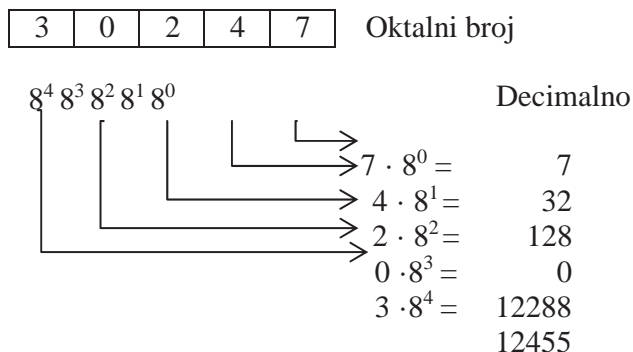 3 0 2 4 7 Oktalni broj
8⁴ 8³ 8² 8¹ 8⁰ Decimalno
7 · 8⁰ = 7
4 · 8¹ = 32
2 · 8² = 128
0 ·8³ = 0
3 ·8⁴ = 12288
12455